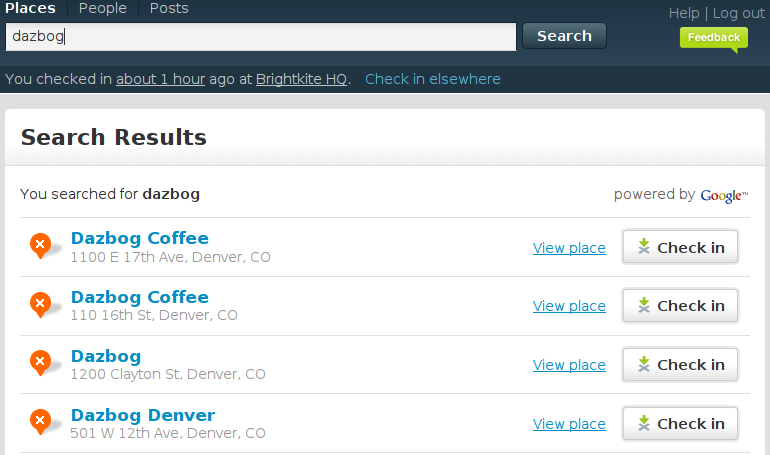 Places People Posts
Help | Log out
dazbog Search
Feedback
You checked in about 1 hour ago at Brightkite HQ. Check in elsewhere
Search Results
You searched for dazbog powered by Google™
Dazbog Coffee
1100 E 17th Ave, Denver, CO
View place Check in
Dazbog Coffee
110 16th St, Denver, CO
View place Check in
Dazbog
1200 Clayton St, Denver, CO
View place Check in
Dazbog Denver
501 W 12th Ave, Denver, CO
View place Check in